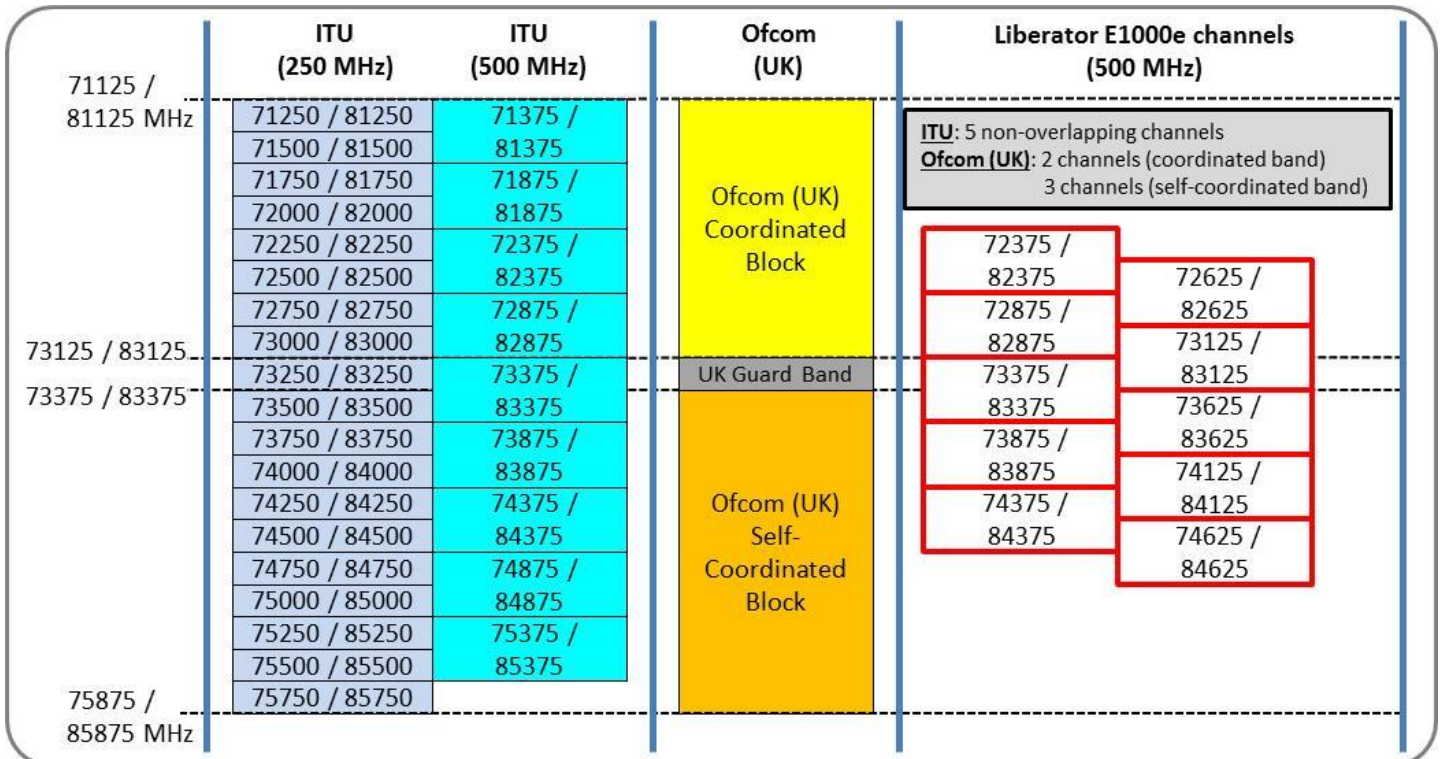 ITU
(250 MHz)
ITU
(500 MHz)
Ofcom
(UK)
Liberator E1000e channels
(500 MHz)
71125 /
81125 MHz
73125 / 83125
73375 / 83375
75875 /
85875 MHz
71250 / 81250
71500 / 81500
71750 / 81750
72000 / 82000
72250 / 82250
72500 / 82500
72750 / 82750
73000 / 83000
73250 / 83250
73500 / 83500
73750 / 83750
74000 / 84000
74250 / 84250
74500 / 84500
74750 / 84750
75000 / 85000
75250 / 85250
75500 / 85500
75750 / 85750
71375 /
81375
71875 /
81875
72375 /
82375
72875 /
82875
73375 /
83375
73875 /
83875
74375 /
84375
74875 /
84875
75375 /
85375
Ofcom (UK)
Coordinated
Block
UK Guard Band
Ofcom (UK)
Self-
Coordinated
Block
ITU: 5 non-overlapping channels
Ofcom (UK): 2 channels (coordinated band)
3 channels (self-coordinated band)
72375 /
82375
72875 /
82875
73375 /
83375
73875 /
83875
74375 /
84375
72625 /
82625
73125 /
83125
73625 /
83625
74125 /
84125
74625 /
84625